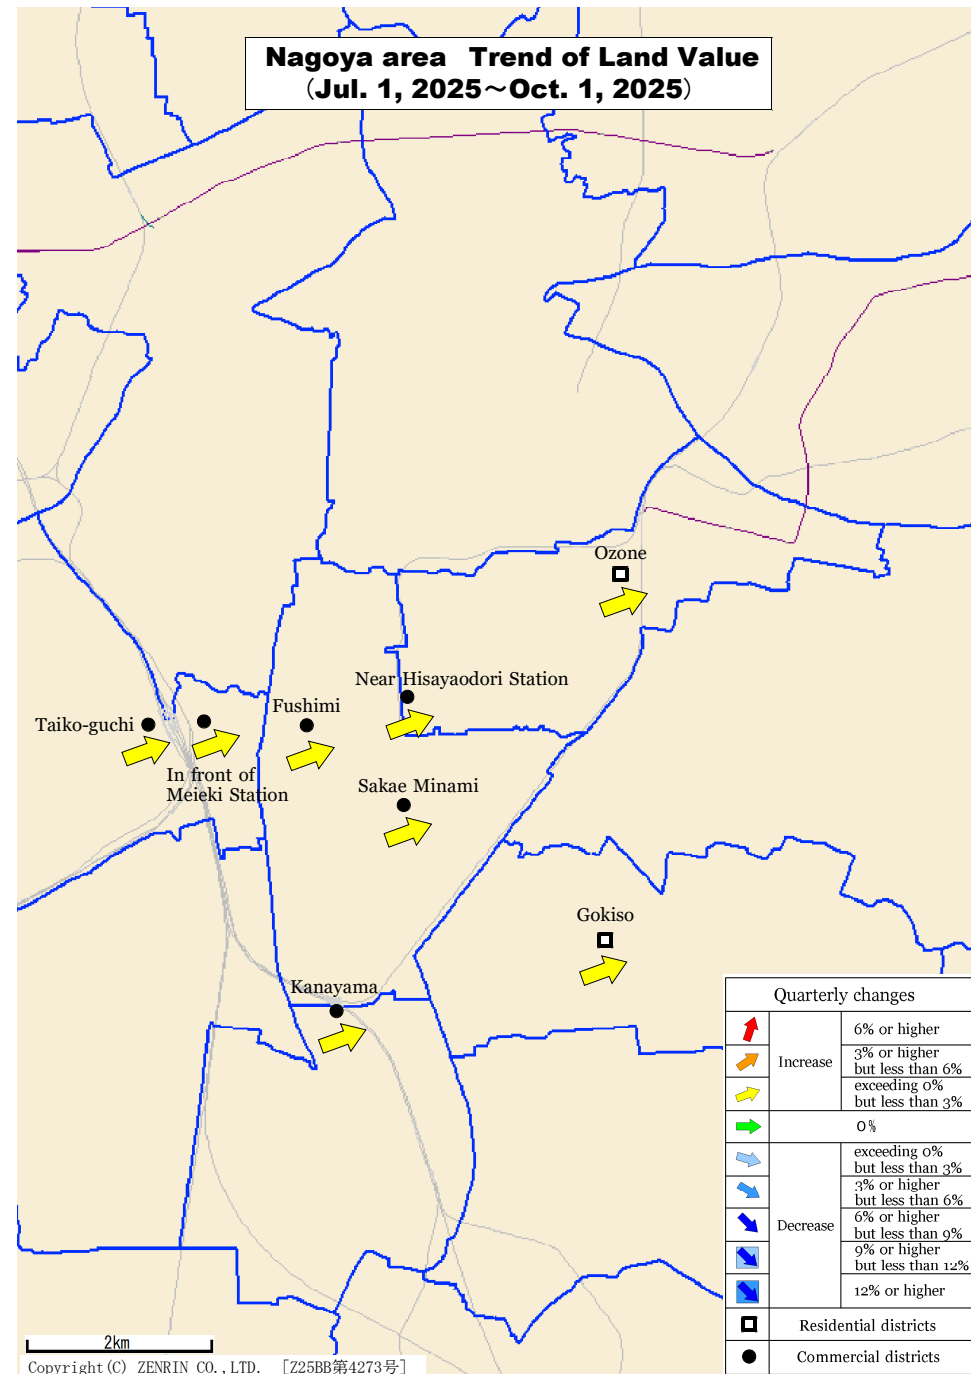 Nagoya area Trend of Land Value
（Jul. 1, 2025～Oct. 1, 2025）
Ozone
Near Hisayaodori Station
Fushimi
Taiko-guchi
In front of
Meieki Station
Sakae Minami
Gokiso
Kanayama
Quarterly changes
Increase
6% or higher
3% or higher
but less than 6%
exceeding 0%
but less than 3%
0%
Decrease
exceeding 0%
but less than 3%
3% or higher
but less than 6%
6% or higher
but less than 9%
9% or higher
but less than 12%
12% or higher
Residential districts
Commercial districts
2km
Copyright(C) ZENRIN CO.,LTD. [Z25BB第4273号]